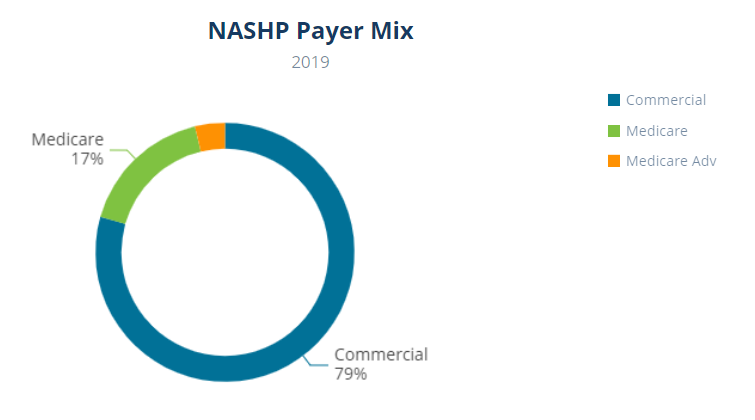 NASHP Payer Mix
2019
Commercial
Medicare
Medicare Adv
Medicare
17%
Commercial
79%